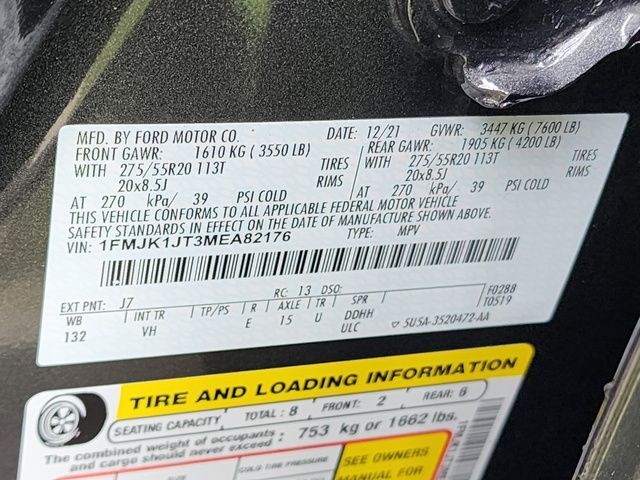 MFD. BY FORD MOTOR CO. DATE: 12/21 GVWR: 3447 KG (7600 LB)
FRONT GAWR: 1610 KG (3550 LB) REAR GAWR: 1905 KG (4200 LB)
WITH 275/55R20 113T TIRES WITH 275/55R20 113T TIRES
20x8.5J RIMS 20x8.5J RIMS
AT 270 kPa/ 39 PSI COLD AT 270 kPa/ 39 PSI COLD
THIS VEHICLE CONFORMS TO ALL APPLICABLE FEDERAL MOTOR VEHICLE
SAFETY STANDARDS IN EFFECT ON THE DATE OF MANUFACTURE SHOWN ABOVE.
VIN: 1FMJK1JT3MEA82176 TYPE: MPV
EXT PNT: J7 RC: 13 DSO: F0288
WB INT TR TP/PS R AXLE TR SPR T0519
132 VH E 15 U DDHH
ULC 5U5A-3520472-AA
TIRE AND LOADING INFORMATION
SEATING CAPACITY TOTAL: 8 FRONT: 2 REAR: 6
The combined weight of occupants and cargo should never exceed: 753 kg or 1662 lbs.
COLD TIRE PRESSURE
SEE OWNERS
MANUAL FOR